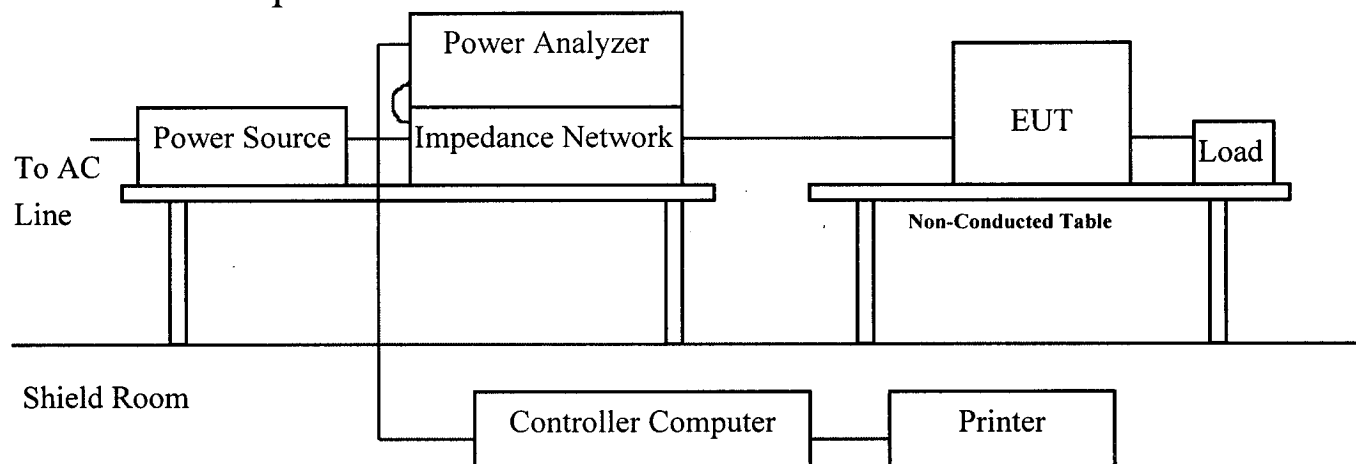 Power Analyzer
Power Source
Impedance Network
EUT
Load
To AC
Line
Non-Conducted Table
Shield Room
Controller Computer
Printer